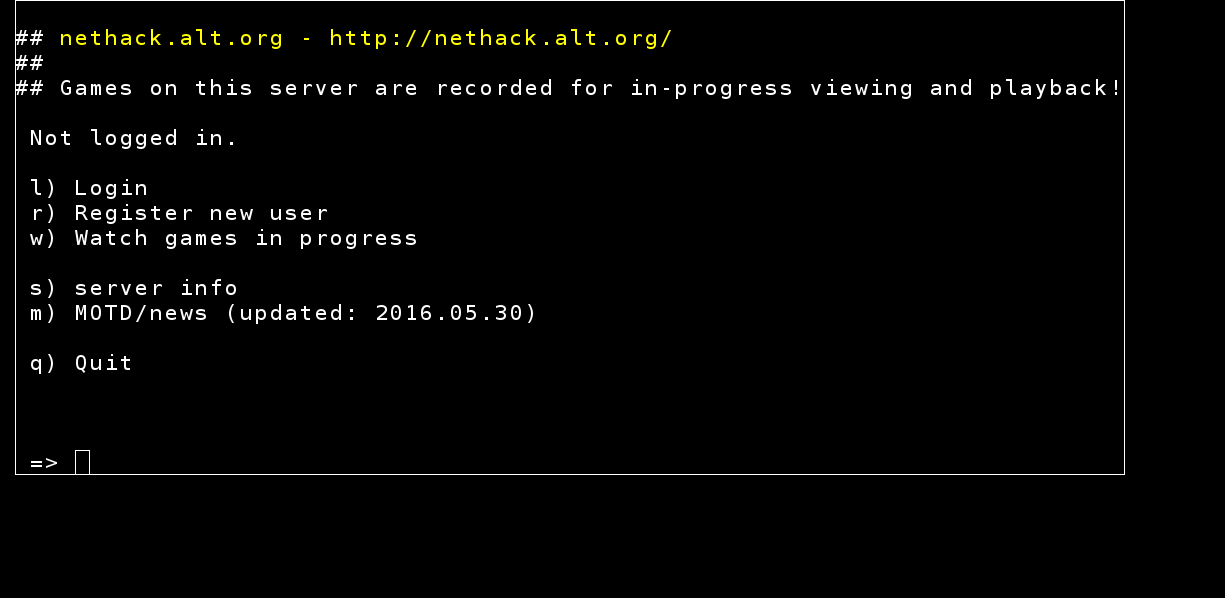 ## nethack.alt.org - http://nethack.alt.org/
##
## Games on this server are recorded for in-progress viewing and playback!
Not logged in.
l) Login
r) Register new user
w) Watch games in progress
s) server info
m) MOTD/news (updated: 2016.05.30)
q) Quit
=>